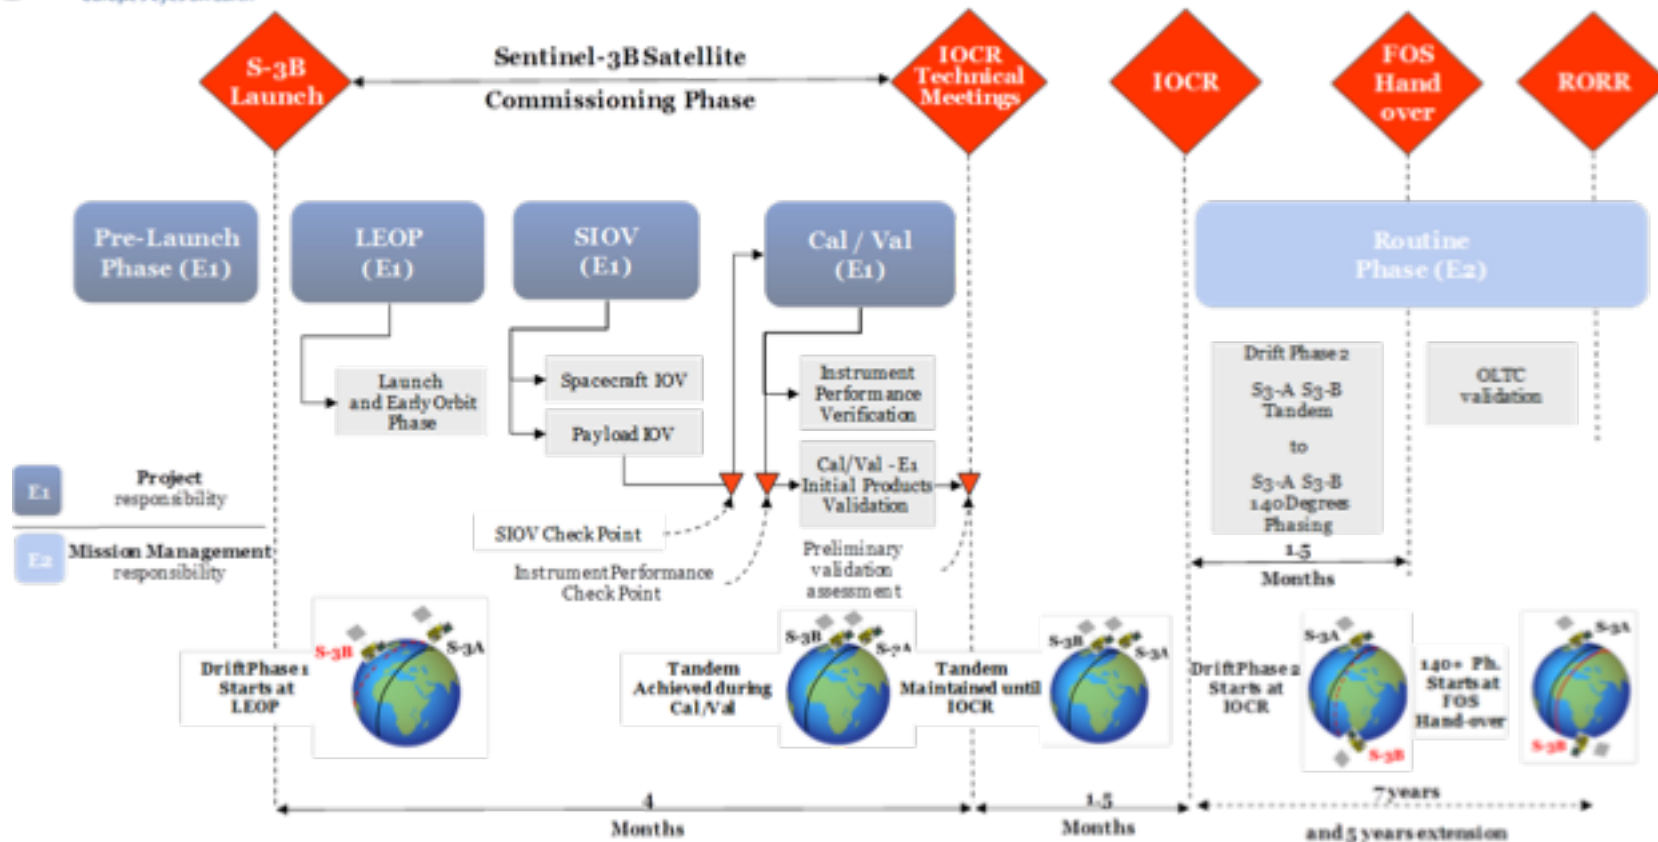 S-3B
Launch
Sentinel-3B Satellite
Commissioning Phase
IOCR
Technical
Meetings
IOCR
FOS
Hand
over
RORR
Pre-Launch
Phase (E1)
LEOP
(E1)
SIOV
(E1)
Cal / Val
(E1)
Routine
Phase (E2)
Launch
and Early Orbit
Phase
Spacecraft IOV
Payload IOV
Instrument
Performance
Verification
Cal/Val - E1
Initial Products
Validation
Drift Phase 2
S3-A S3-B
Tandem
to
S3-A S3-B
140 Degrees
Phasing
OLTC
validation
E1
Project
responsibility
E2
Mission Management
responsibility
SIOV Check Point
Instrument Performance
Check Point
Preliminary
validation
assessment
1.5
Months
Drift Phase 1
Starts at
LEOP
S-3B
S-3A
Tandem
Achieved during
Cal/Val
S-3B
Tandem
Maintained until
IOCR
S-3B
S-3A
Drift Phase 2
Starts at
IOCR
S-3A
S-3B
140+ Ph.
Starts at
FOS
Hand-over
S-3A
S-3B
4
Months
1.5
Months
7 years
and 5 years extension